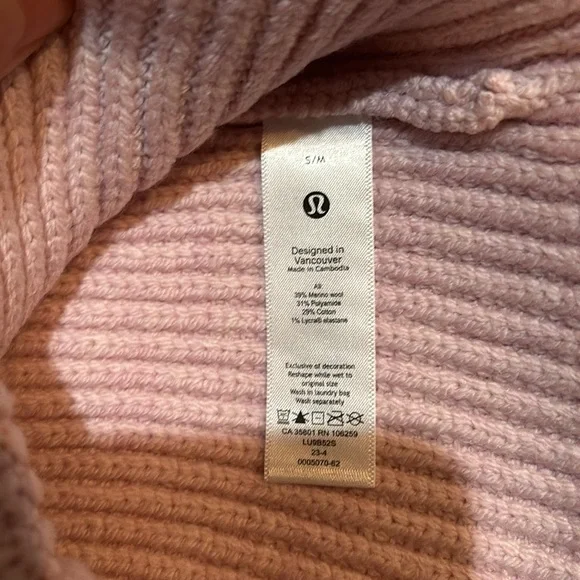 S/M
Designed in
Vancouver
Made in Cambodia
A9
39% Merino wool
31% Polyamide
29% Cotton
1% Lycra® elastane
Exclusive of decoration
Reshape while wet to
original size
Wash in laundry bag
Wash separately
CA 35801 RN 106259
LU9B52S
23-4
0005070-62